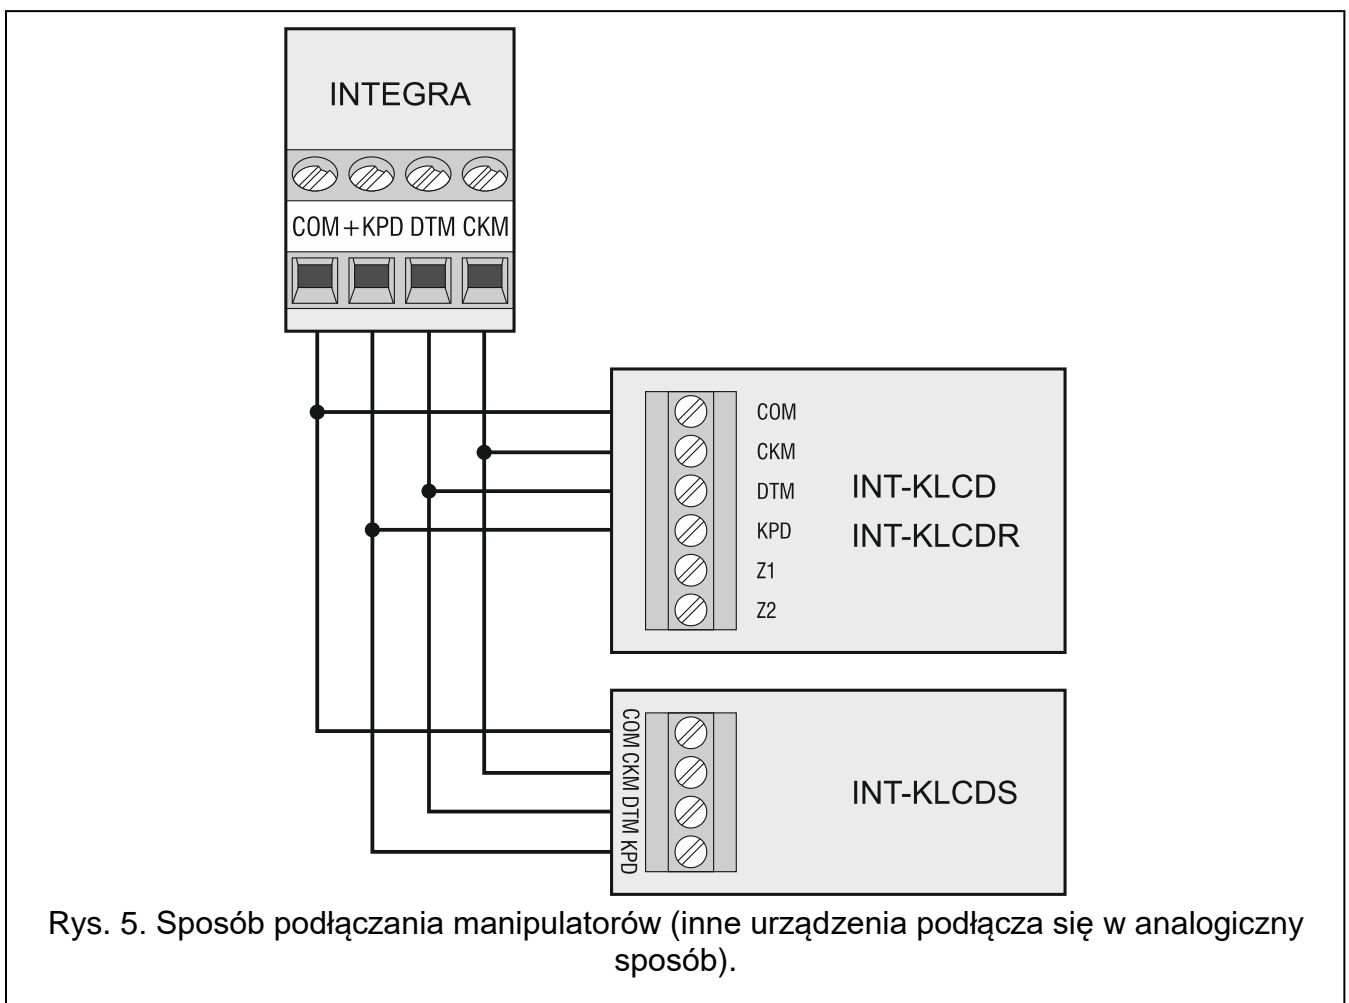 INTEGRA
COM +KPD DTM CKM
COM
CKM
DTM
KPD
Z1
Z2
INT-KLCD
INT-KLCDR
COM CKM DTM KPD
INT-KLCDS
Rys. 5. Sposób podłączania manipulatorów (inne urządzenia podłącza się w analogiczny
sposób).